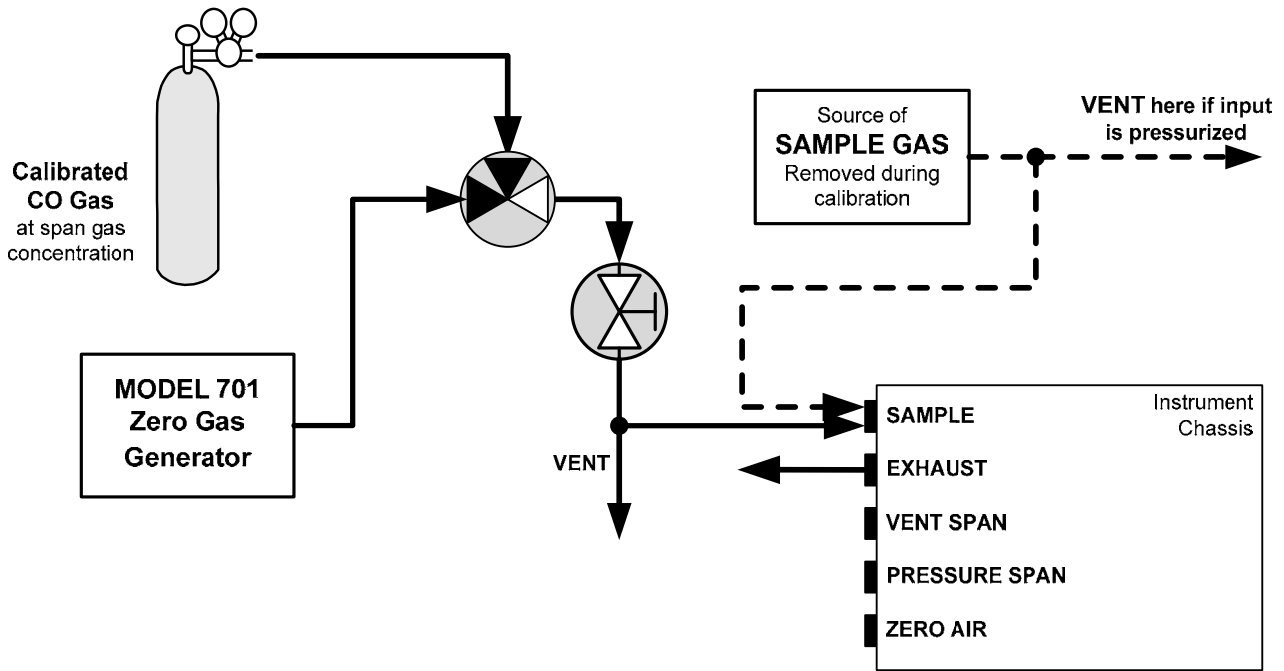 Calibrated
CO Gas
at span gas
concentration
MODEL 701
Zero Gas
Generator
VENT
Source of
SAMPLE GAS
Removed during
calibration
VENT here if input
is pressurized
Instrument
Chassis
SAMPLE
EXHAUST
VENT SPAN
PRESSURE SPAN
ZERO AIR